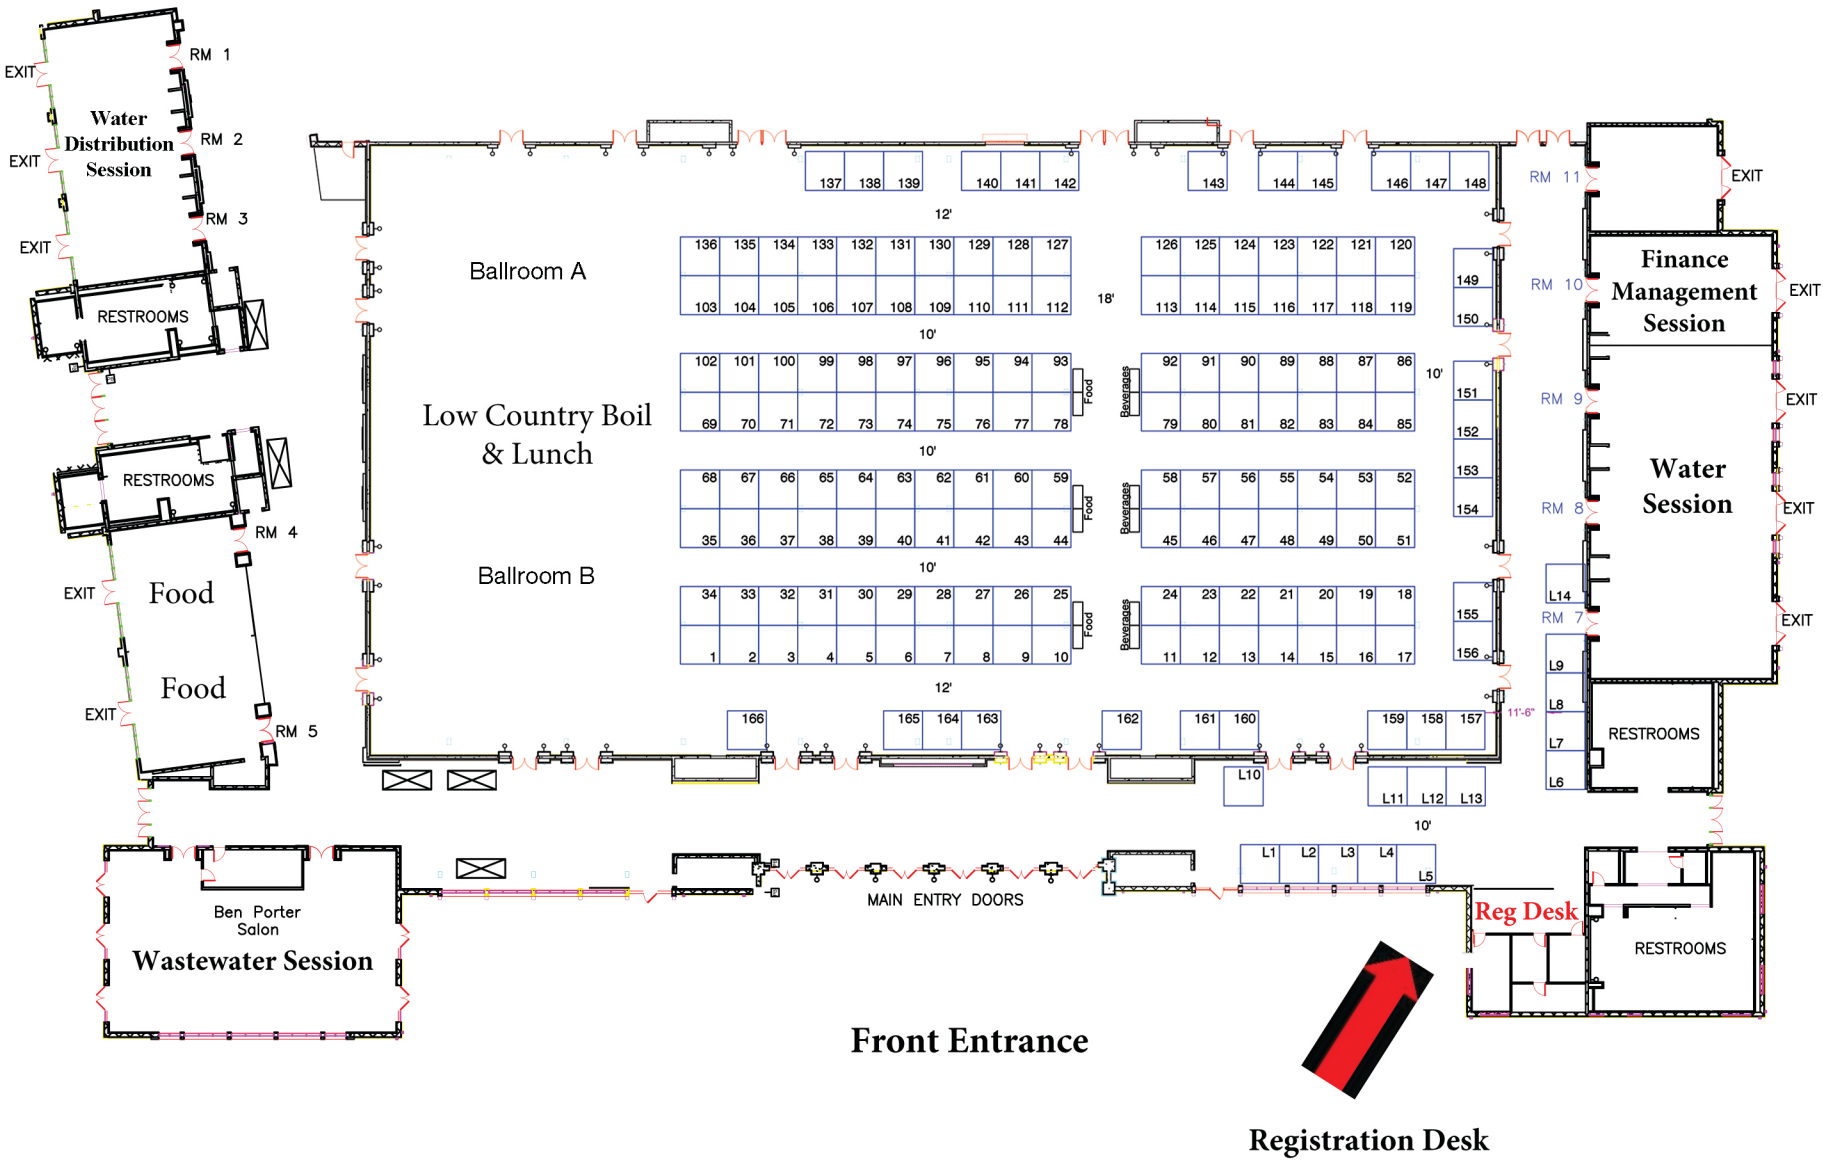 RM 1
EXIT
Water
Distribution
Session
RM 2
EXIT
RM 3
EXIT
RESTROOMS
RESTROOMS
RM 4
Food
EXIT
Food
EXIT
RM 5
Ben Porter
Salon
Wastewater Session
137 138 139 140 141 142 143 144 145 146 147 148
12'
Ballroom A
136 135 134 133 132 131 130 129 128 127 126 125 124 123 122 121 120
18'
103 104 105 106 107 108 109 110 111 112 113 114 115 116 117 118 119
149
150
10'
102 101 100 99 98 97 96 95 94 93 92 91 90 89 88 87 86
10'
Food
Beverages
Low Country Boil
& Lunch
69 70 71 72 73 74 75 76 77 78 79 80 81 82 83 84 85
151
152
153
154
10'
68 67 66 65 64 63 62 61 60 59 58 57 56 55 54 53 52
Food
Beverages
35 36 37 38 39 40 41 42 43 44 45 46 47 48 49 50 51
10'
Ballroom B
34 33 32 31 30 29 28 27 26 25 24 23 22 21 20 19 18
Food
Beverages
1 2 3 4 5 6 7 8 9 10 11 12 13 14 15 16 17
155
156
12'
166 165 164 163 162 161 160 159 158 157
11'-6"
RM 11
EXIT
Finance
Management
Session
RM 10
EXIT
RM 9
EXIT
Water
Session
RM 8
EXIT
L14
RM 7
EXIT
L9
L8
L7
L6
RESTROOMS
L10
L11 L12 L13
10'
L1 L2 L3 L4 L5
MAIN ENTRY DOORS
Reg Desk
RESTROOMS
Front Entrance
Registration Desk